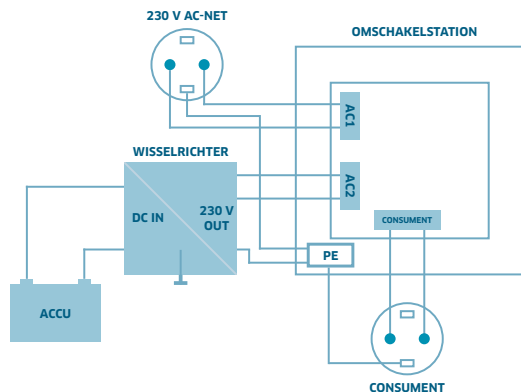 230 V AC-NET
OMSCHAKELSTATION
AC1
WISSELRICHTER
AC2
DC IN
230 V
OUT
CONSUMENT
PE
ACCU
CONSUMENT